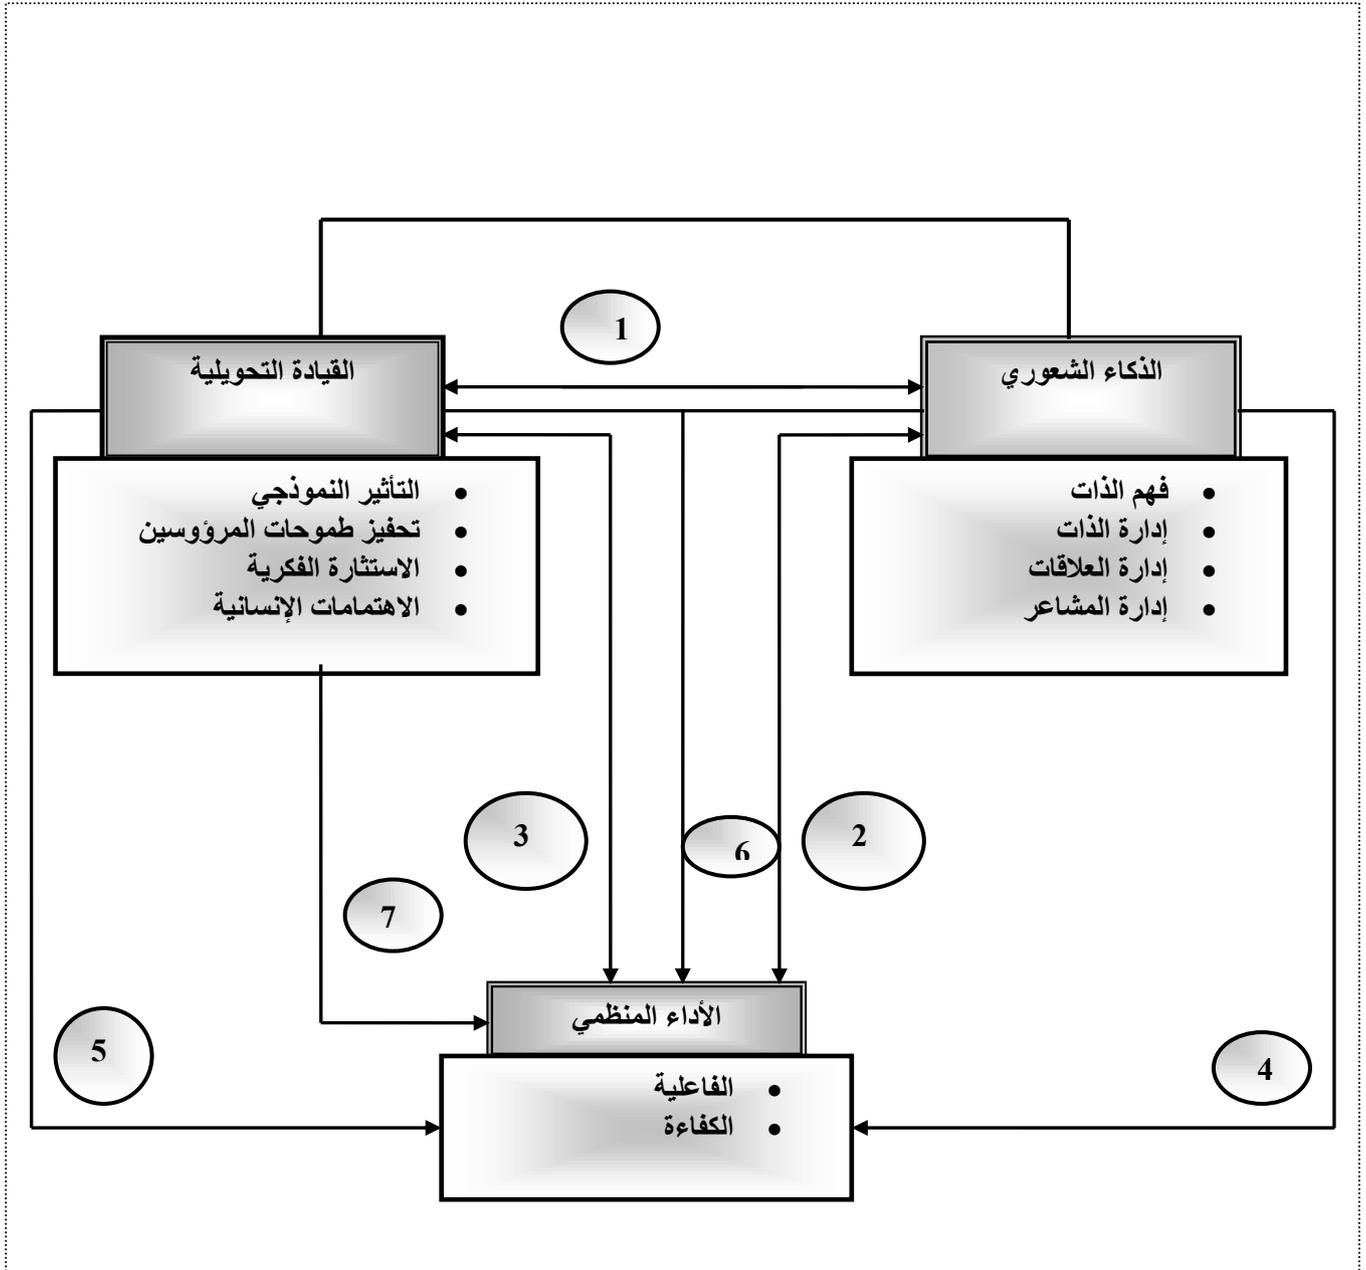 1
الذكاء الشعوري
القيادة التحويلية
• فهم الذات
• إدارة الذات
• إدارة العلاقات
• إدارة المشاعر
• التأثير النموذجي
• تحفيز طموحات المرؤوسين
• الاستثارة الفكرية
• الاهتمامات الإنسانية
2
6
3
7
الأداء المنظمي
4
5
• الفاعلية
• الكفاءة